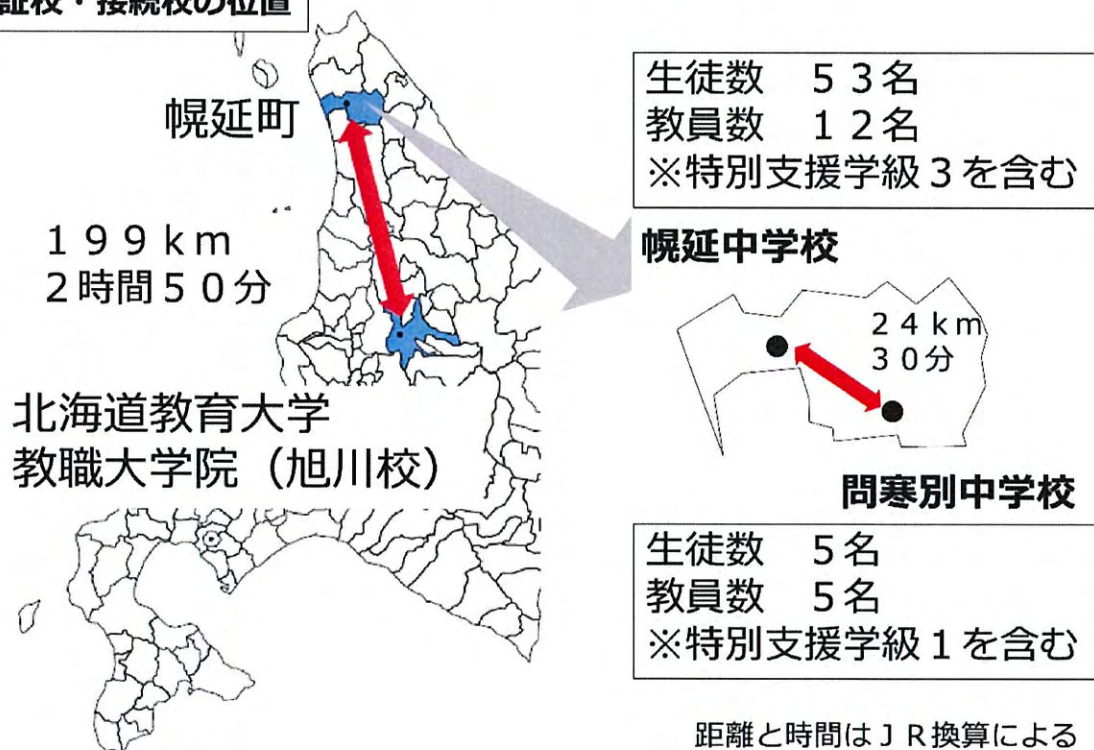 証校・接続校の位置
幌延町
199km
2時間50分
北海道教育大学
教職大学院（旭川校）
生徒数　53名
教員数　12名
※特別支援学級3を含む
幌延中学校
24km
30分
問寒別中学校
生徒数　5名
教員数　5名
※特別支援学級1を含む
距離と時間はJR換算による